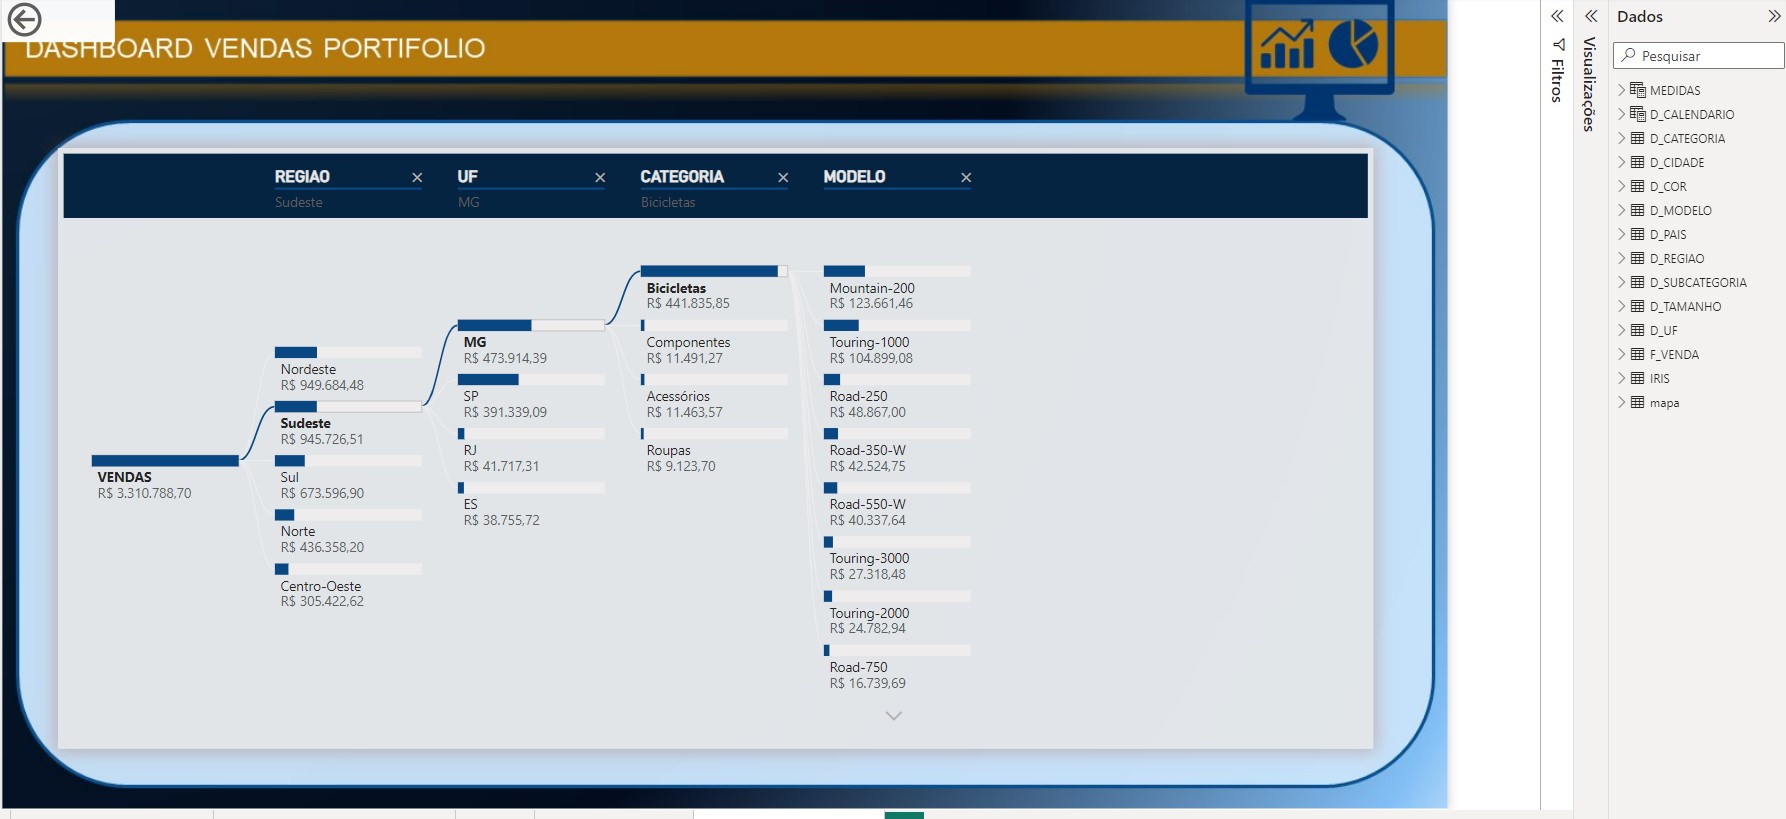 DASHBOARD VENDAS PORTIFOLIO
REGIAO
Sudeste
UF
MG
CATEGORIA
Bicicletas
MODELO
VENDAS
R$ 3.310.788,70
Nordeste
R$ 949.684,48
Sudeste
R$ 945.726,51
Sul
R$ 673.596,90
Norte
R$ 436.358,20
Centro-Oeste
R$ 305.422,62
MG
R$ 473.914,39
SP
R$ 391.339,09
RJ
R$ 41.717,31
ES
R$ 38.755,72
Bicicletas
R$ 441.835,85
Componentes
R$ 11.491,27
Acessórios
R$ 11.463,57
Roupas
R$ 9.123,70
Mountain-200
R$ 123.661,46
Touring-1000
R$ 104.899,08
Road-250
R$ 48.867,00
Road-350-W
R$ 42.524,75
Road-550-W
R$ 40.337,64
Touring-3000
R$ 27.318,48
Touring-2000
R$ 24.782,94
Road-750
R$ 16.739,69
Filtros
Visualizações
Dados
Pesquisar
MEDIDAS
D_CALENDARIO
D_CATEGORIA
D_CIDADE
D_COR
D_MODELO
D_PAIS
D_REGIAO
D_SUBCATEGORIA
D_TAMANHO
D_UF
F_VENDA
IRIS
mapa